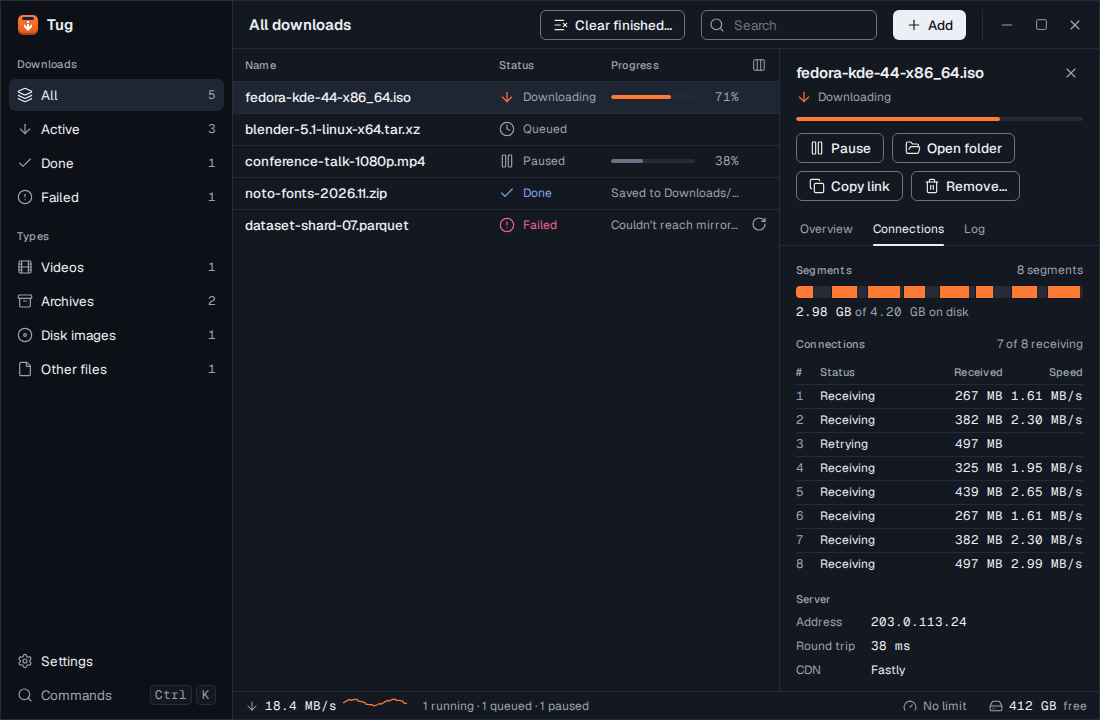 Tug
Downloads
All 5
Active 3
Done 1
Failed 1
Types
Videos 1
Archives 2
Disk images 1
Other files 1
Settings
Commands Ctrl K
All downloads Clear finished… Search Add
Name Status Progress
fedora-kde-44-x86_64.iso Downloading 71%
blender-5.1-linux-x64.tar.xz Queued
conference-talk-1080p.mp4 Paused 38%
noto-fonts-2026.11.zip Done Saved to Downloads/…
dataset-shard-07.parquet Failed Couldn't reach mirror…
fedora-kde-44-x86_64.iso
Downloading
Pause Open folder
Copy link Remove…
Overview Connections Log
Segments 8 segments
2.98 GB of 4.20 GB on disk
Connections 7 of 8 receiving
# Status Received Speed
1 Receiving 267 MB 1.61 MB/s
2 Receiving 382 MB 2.30 MB/s
3 Retrying 497 MB
4 Receiving 325 MB 1.95 MB/s
5 Receiving 439 MB 2.65 MB/s
6 Receiving 267 MB 1.61 MB/s
7 Receiving 382 MB 2.30 MB/s
8 Receiving 497 MB 2.99 MB/s
Server
Address 203.0.113.24
Round trip 38 ms
CDN Fastly
18.4 MB/s 1 running · 1 queued · 1 paused No limit 412 GB free